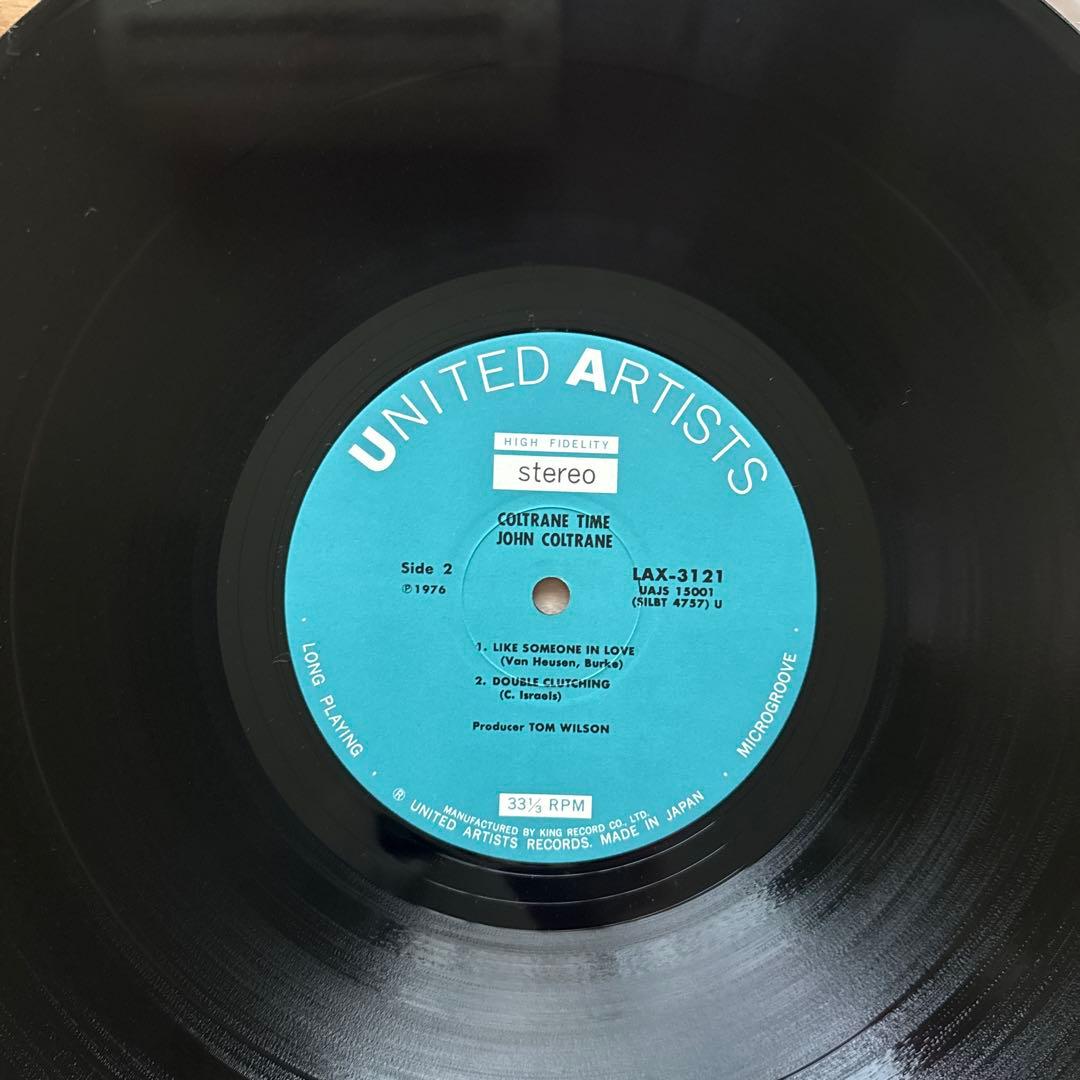 UNITED ARTISTS
HIGH FIDELITY
stereo
COLTRANE TIME
JOHN COLTRANE
Side 2
℗1976
LAX-3121
UAJS 15001
(SILBT 4757) U
1. LIKE SOMEONE IN LOVE
(Van Heusen, Burke)
2. DOUBLE CLUTCHING
(C. Israels)
Producer TOM WILSON
LONG PLAYING
MICROGROOVE
33⅓ RPM
MANUFACTURED BY KING RECORD CO., LTD.
® UNITED ARTISTS RECORDS. MADE IN JAPAN